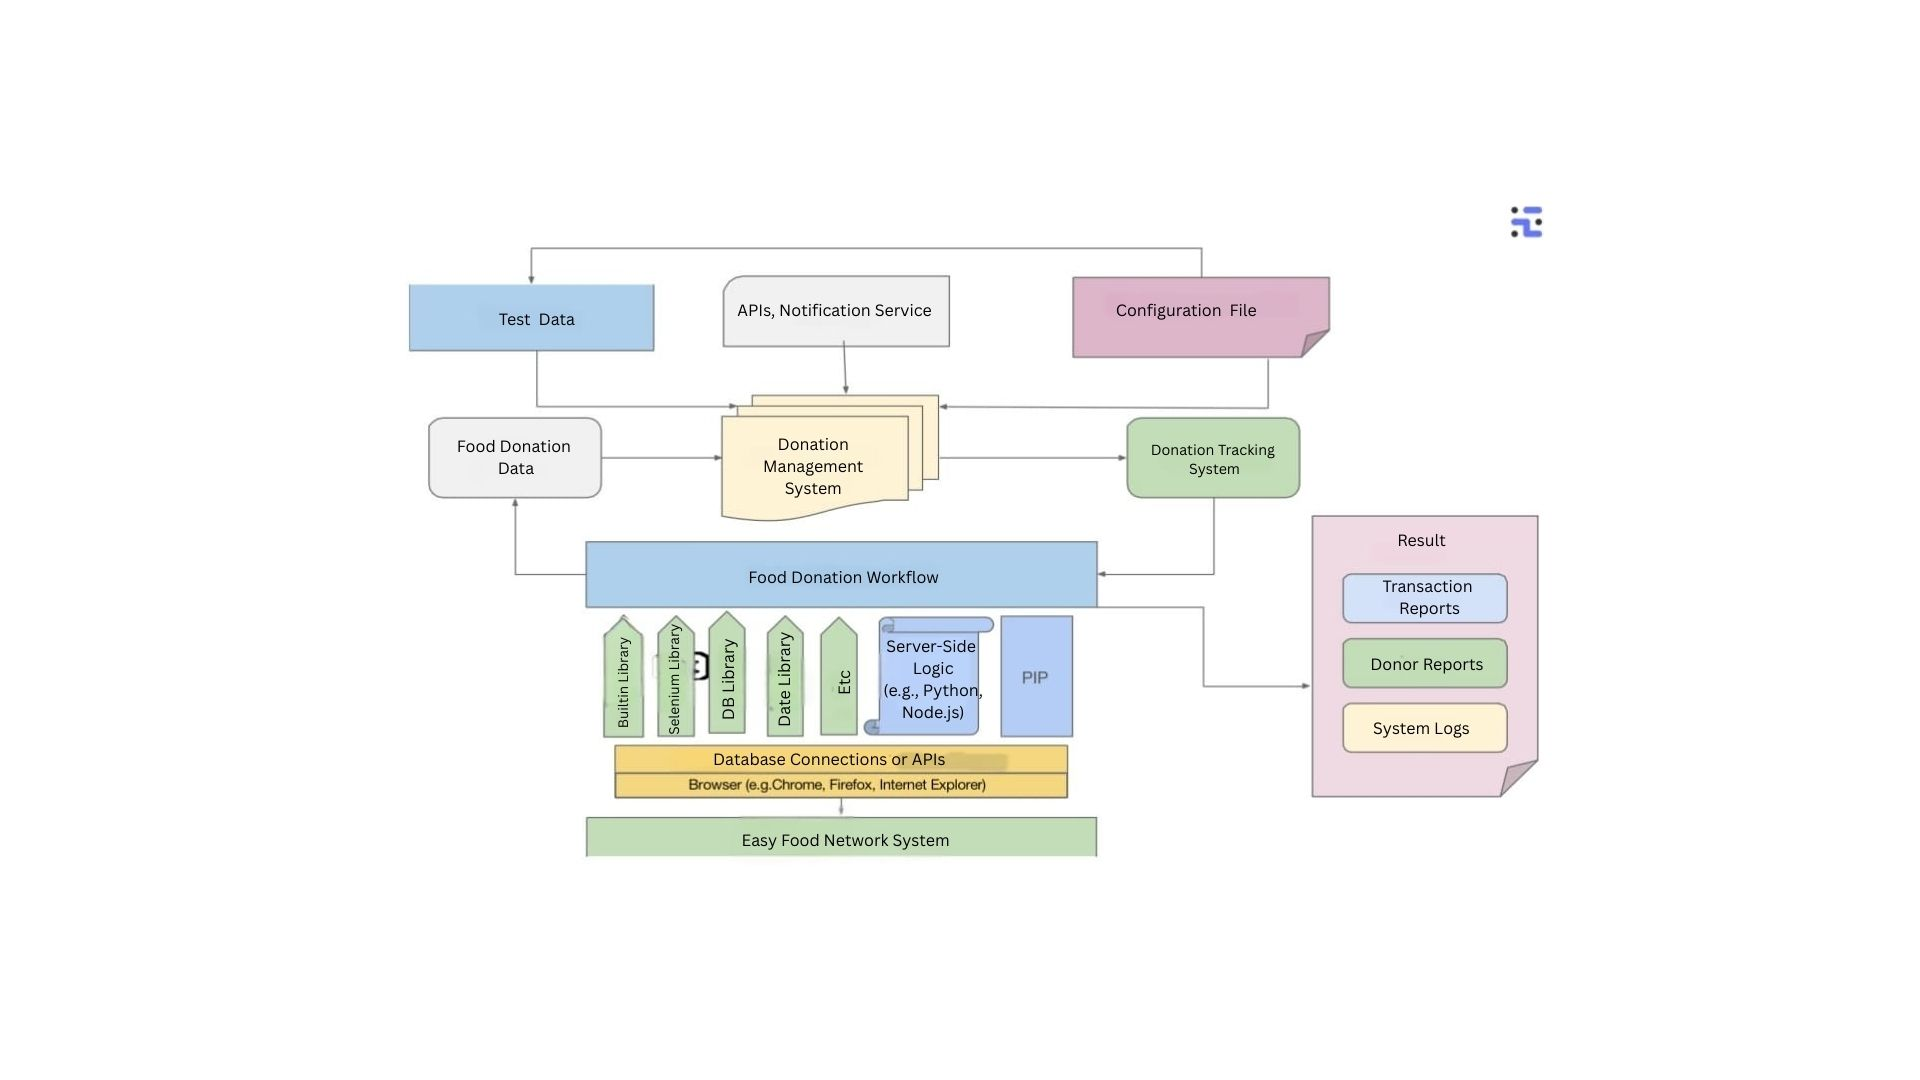 Test Data
APIs, Notification Service
Configuration File
Food Donation
Data
Donation
Management
System
Donation Tracking
System
Food Donation Workflow
Result
Transaction
Reports
Donor Reports
System Logs
Builtin Library
Selenium Library
DB Library
Date Library
Etc
Server-Side
Logic
(e.g., Python,
Node.js)
PIP
Database Connections or APIs
Browser (e.g.Chrome, Firefox, Internet Explorer)
Easy Food Network System